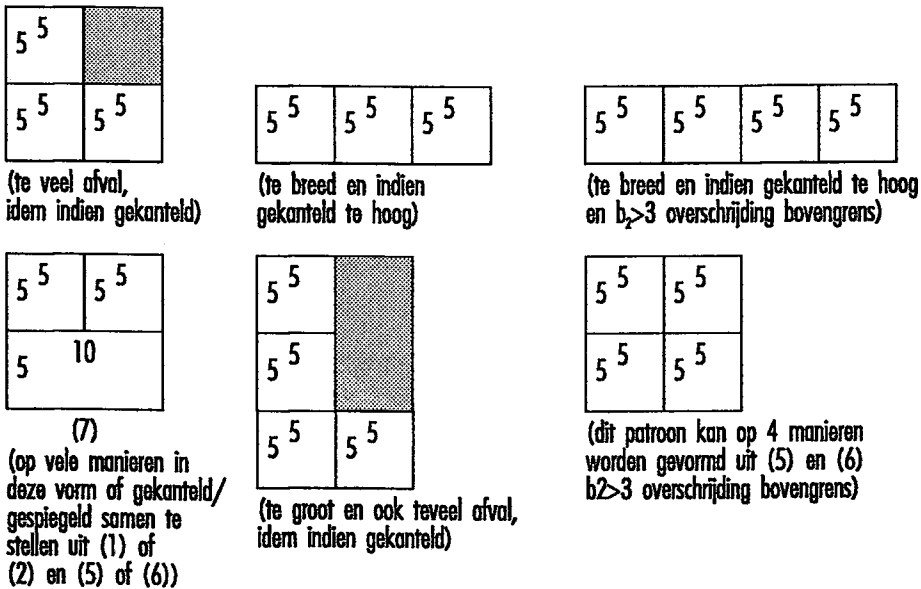 5 5
5 5 5 5
(te veel afval,
idem indien gekanteld)
5 5 5 5 5 5
(te breed en indien
gekanteld te hoog)
5 5 5 5 5 5 5 5
(te breed en indien gekanteld te hoog
en b₂>3 overschrijding bovengrens)
5 5 5 5
5 10
(7)
(op vele manieren in
deze vorm of gekanteld/
gespiegeld samen te
stellen uit (1) of
(2) en (5) of (6))
5 5
5 5
5 5 5 5
(te groot en ook teveel afval,
idem indien gekanteld)
5 5 5 5
5 5 5 5
(dit patroon kan op 4 manieren
worden gevormd uit (5) en (6)
b2>3 overschrijding bovengrens)